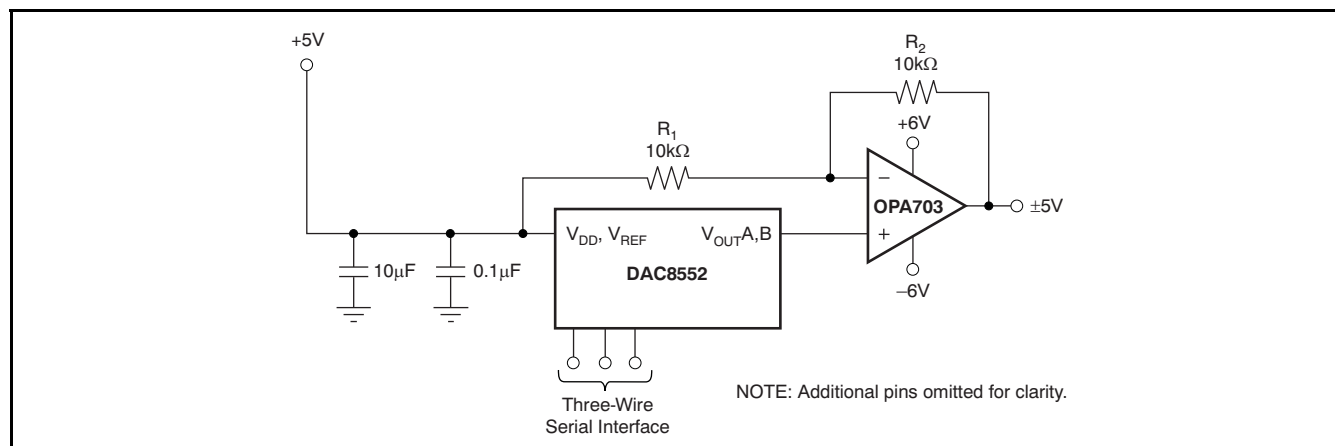 +5V
R2
10kΩ
+6V
R1
10kΩ
−
OPA703
±5V
+
−6V
VDD, VREF
VOUTA,B
DAC8552
10μF
0.1μF
Three-Wire
Serial Interface
NOTE: Additional pins omitted for clarity.